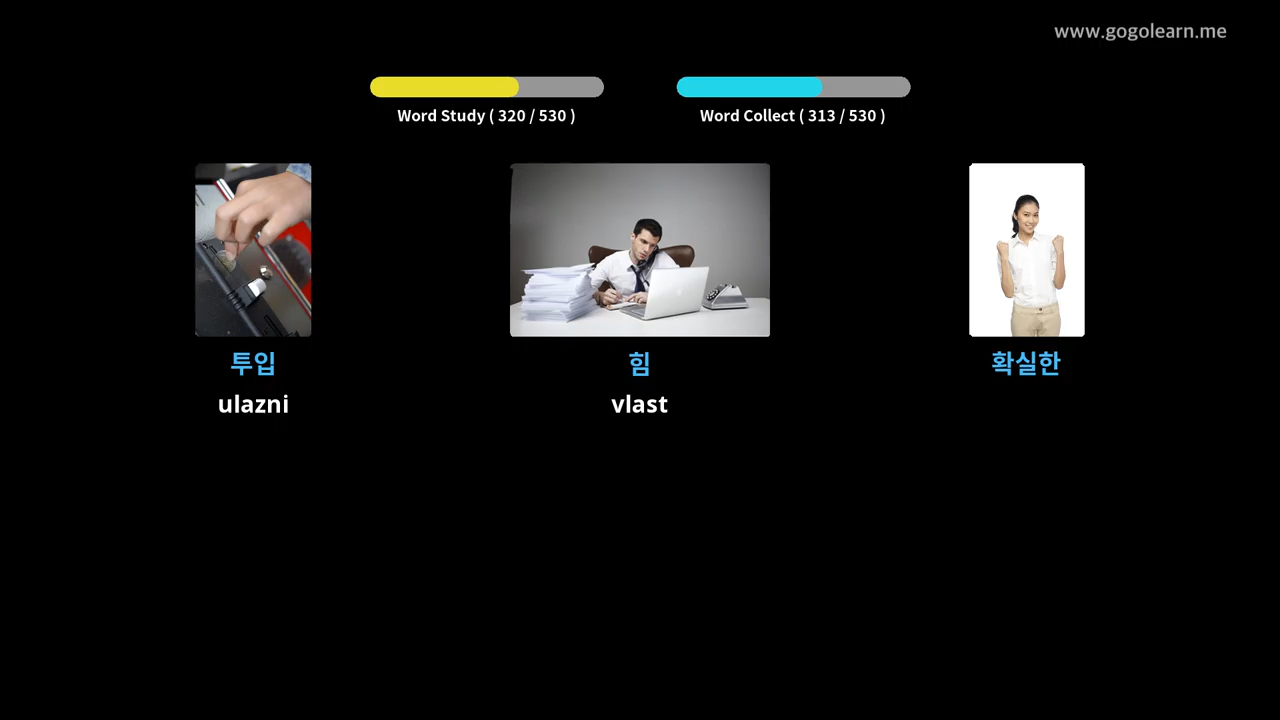 www.gogolearn.me
Word Study ( 320 / 530 )
Word Collect ( 313 / 530 )
투입
힘
확실한
ulazni
vlast